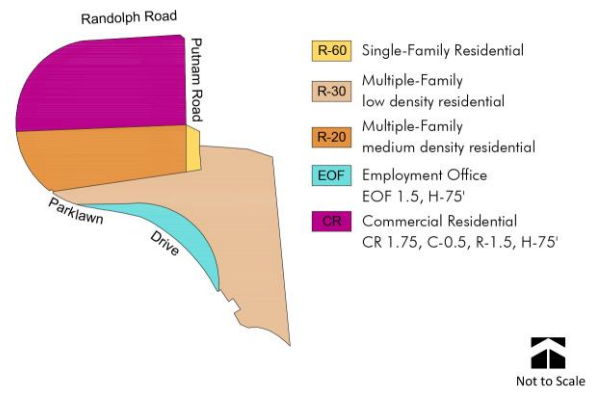 Randolph Road
Putnam Road
Parklawn
Drive
R-60 Single-Family Residential
R-30 Multiple-Family
low density residential
R-20 Multiple-Family
medium density residential
EOF Employment Office
EOF 1.5, H-75'
CR Commercial Residential
CR 1.75, C-0.5, R-1.5, H-75'
Not to Scale